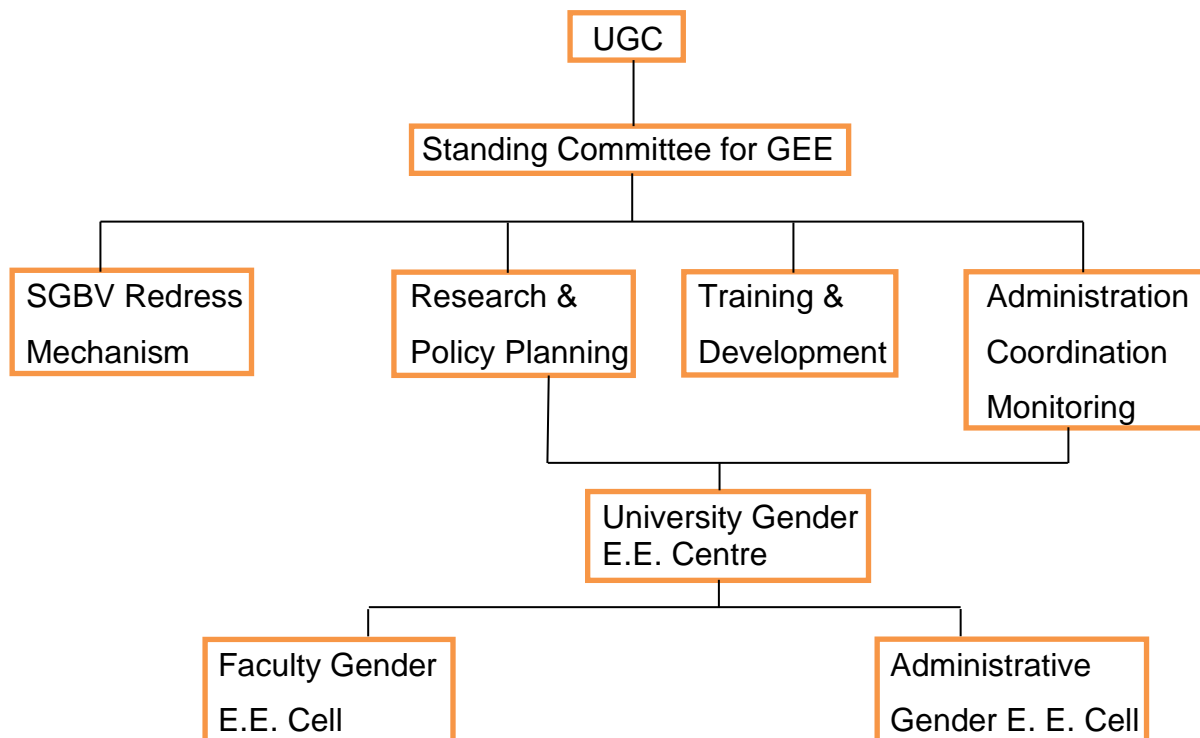 UGC
Standing Committee for GEE
SGBV Redress
Mechanism
Research &
Policy Planning
Training &
Development
Administration
Coordination
Monitoring
University Gender
E.E. Centre
Faculty Gender
E.E. Cell
Administrative
Gender E. E. Cell